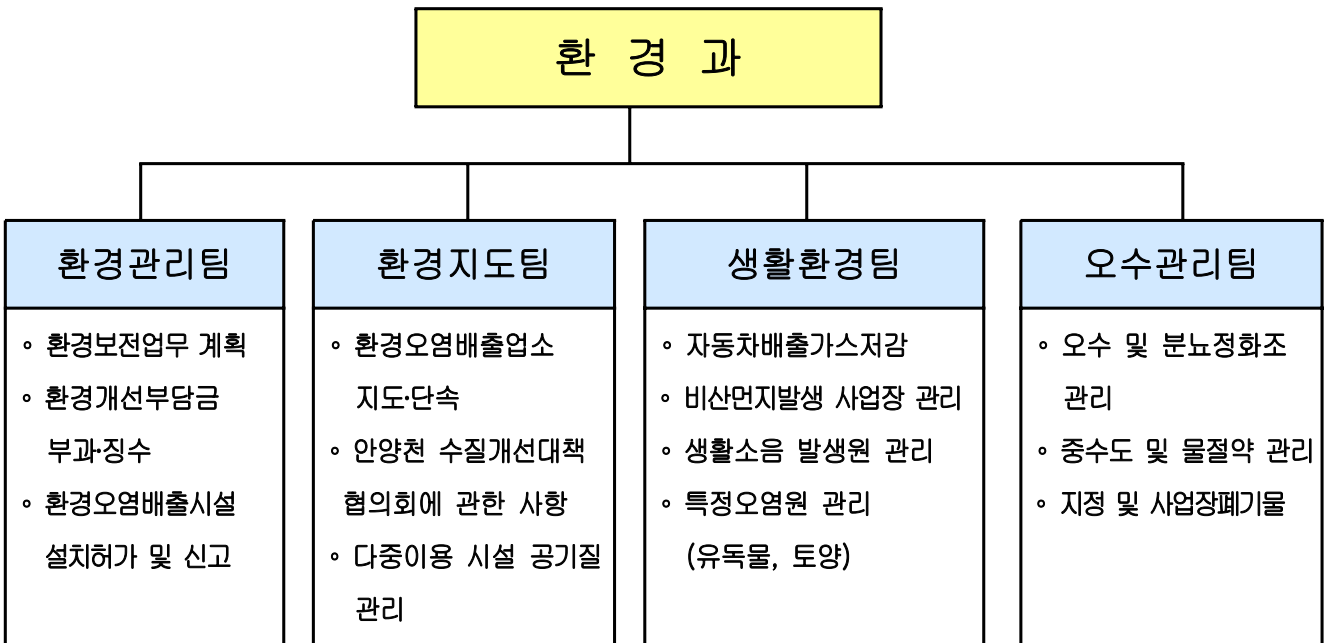 환 경 과
환경관리팀
◦ 환경보전업무 계획
◦ 환경개선부담금
부과·징수
◦ 환경오염배출시설
설치허가 및 신고
환경지도팀
◦ 환경오염배출업소
지도·단속
◦ 안양천 수질개선대책
협의회에 관한 사항
◦ 다중이용 시설 공기질
관리
생활환경팀
◦ 자동차배출가스저감
◦ 비산먼지발생 사업장 관리
◦ 생활소음 발생원 관리
◦ 특정오염원 관리
(유독물, 토양)
오수관리팀
◦ 오수 및 분뇨정화조
관리
◦ 중수도 및 물절약 관리
◦ 지정 및 사업장폐기물